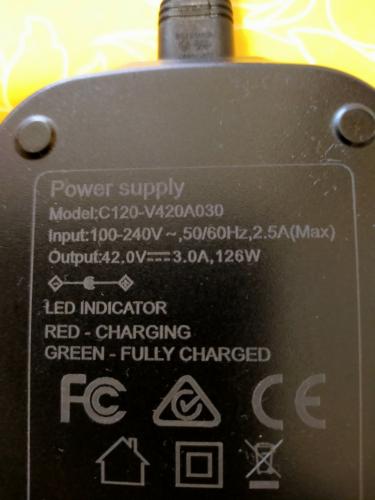 Power supply
Model:C120-V420A030
Input:100-240V~,50/60Hz,2.5A(Max)
Output:42.0V⎓3.0A,126W
LED INDICATOR
RED - CHARGING
GREEN - FULLY CHARGED
FC CE